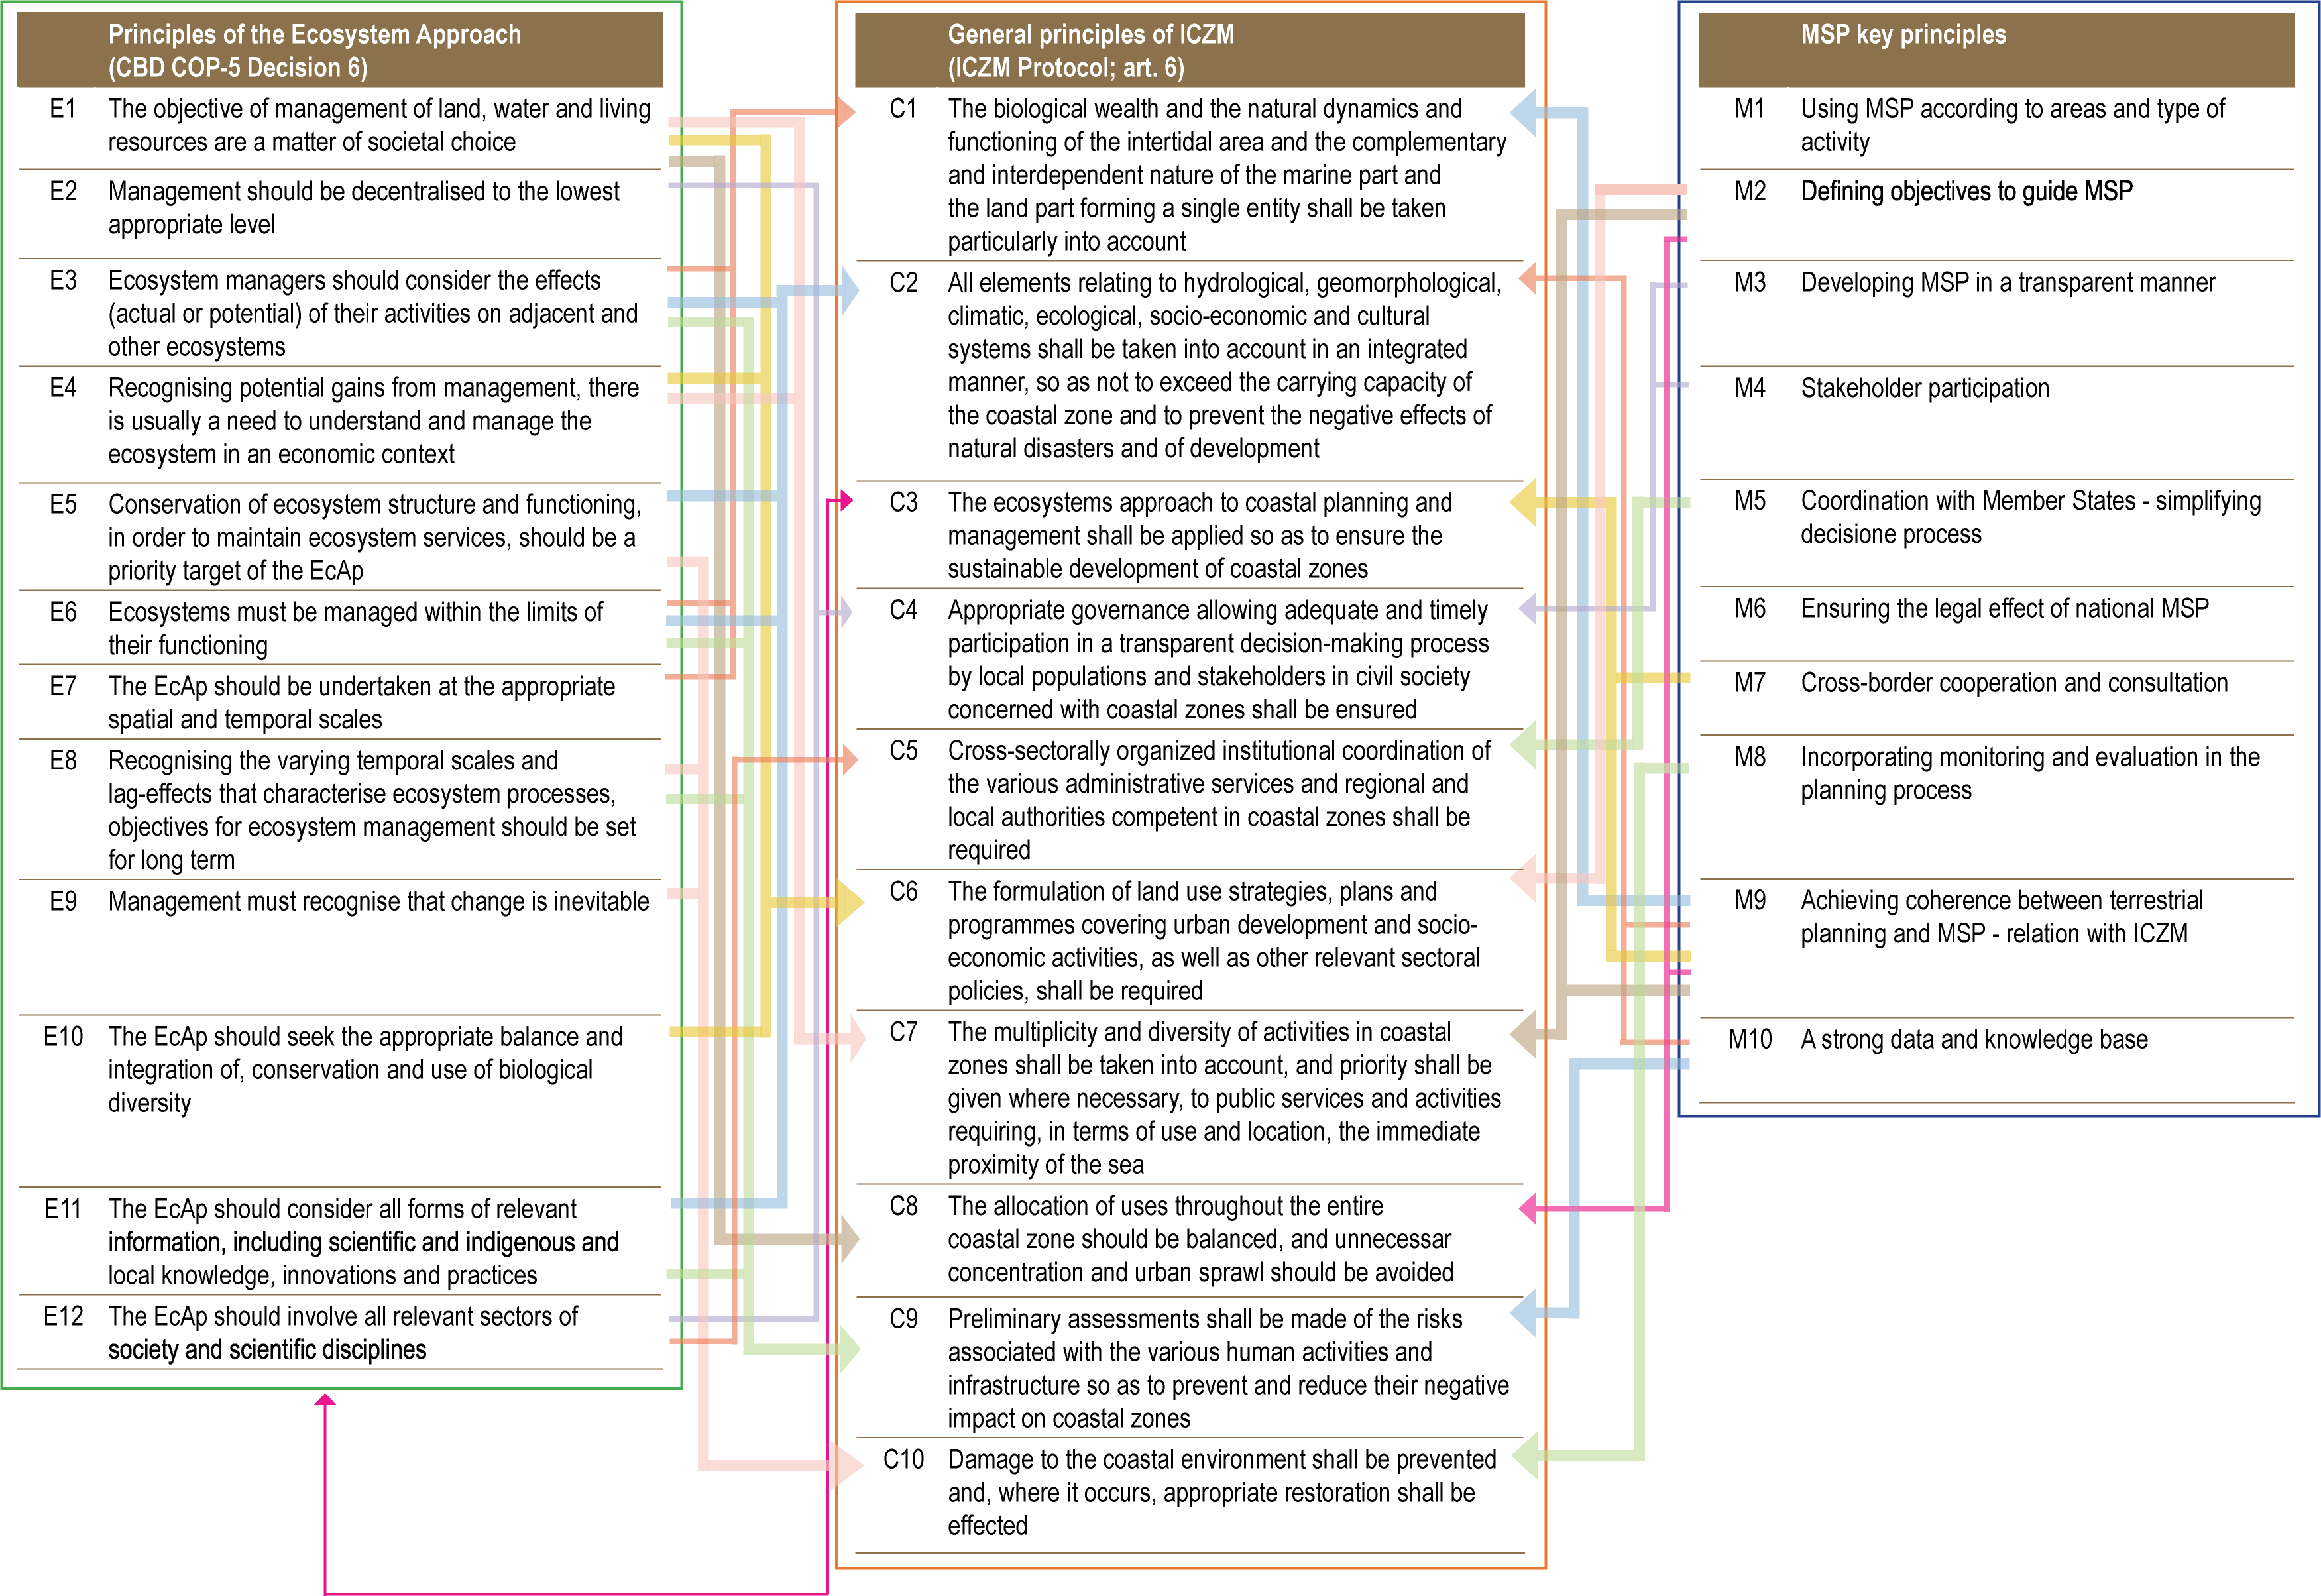 Principles of the Ecosystem Approach
(CBD COP-5 Decision 6)
E1 The objective of management of land, water and living
resources are a matter of societal choice
E2 Management should be decentralised to the lowest
appropriate level
E3 Ecosystem managers should consider the effects
(actual or potential) of their activities on adjacent and
other ecosystems
E4 Recognising potential gains from management, there
is usually a need to understand and manage the
ecosystem in an economic context
E5 Conservation of ecosystem structure and functioning,
in order to maintain ecosystem services, should be a
priority target of the EcAp
E6 Ecosystems must be managed within the limits of
their functioning
E7 The EcAp should be undertaken at the appropriate
spatial and temporal scales
E8 Recognising the varying temporal scales and
lag-effects that characterise ecosystem processes,
objectives for ecosystem management should be set
for long term
E9 Management must recognise that change is inevitable
E10 The EcAp should seek the appropriate balance and
integration of, conservation and use of biological
diversity
E11 The EcAp should consider all forms of relevant
information, including scientific and indigenous and
local knowledge, innovations and practices
E12 The EcAp should involve all relevant sectors of
society and scientific disciplines
General principles of ICZM
(ICZM Protocol; art. 6)
C1 The biological wealth and the natural dynamics and
functioning of the intertidal area and the complementary
and interdependent nature of the marine part and
the land part forming a single entity shall be taken
particularly into account
C2 All elements relating to hydrological, geomorphological,
climatic, ecological, socio-economic and cultural
systems shall be taken into account in an integrated
manner, so as not to exceed the carrying capacity of
the coastal zone and to prevent the negative effects of
natural disasters and of development
C3 The ecosystems approach to coastal planning and
management shall be applied so as to ensure the
sustainable development of coastal zones
C4 Appropriate governance allowing adequate and timely
participation in a transparent decision-making process
by local populations and stakeholders in civil society
concerned with coastal zones shall be ensured
C5 Cross-sectorally organized institutional coordination of
the various administrative services and regional and
local authorities competent in coastal zones shall be
required
C6 The formulation of land use strategies, plans and
programmes covering urban development and socio-
economic activities, as well as other relevant sectoral
policies, shall be required
C7 The multiplicity and diversity of activities in coastal
zones shall be taken into account, and priority shall be
given where necessary, to public services and activities
requiring, in terms of use and location, the immediate
proximity of the sea
C8 The allocation of uses throughout the entire
coastal zone should be balanced, and unnecessar
concentration and urban sprawl should be avoided
C9 Preliminary assessments shall be made of the risks
associated with the various human activities and
infrastructure so as to prevent and reduce their negative
impact on coastal zones
C10 Damage to the coastal environment shall be prevented
and, where it occurs, appropriate restoration shall be
effected
MSP key principles
M1 Using MSP according to areas and type of
activity
M2 Defining objectives to guide MSP
M3 Developing MSP in a transparent manner
M4 Stakeholder participation
M5 Coordination with Member States - simplifying
decisione process
M6 Ensuring the legal effect of national MSP
M7 Cross-border cooperation and consultation
M8 Incorporating monitoring and evaluation in the
planning process
M9 Achieving coherence between terrestrial
planning and MSP - relation with ICZM
M10 A strong data and knowledge base